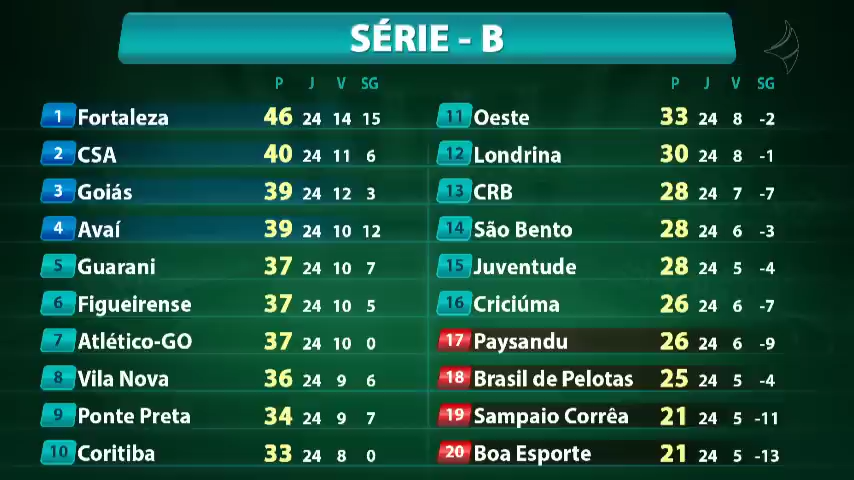 SÉRIE - B
P J V SG
1 Fortaleza 46 24 14 15
2 CSA 40 24 11 6
3 Goiás 39 24 12 3
4 Avaí 39 24 10 12
5 Guarani 37 24 10 7
6 Figueirense 37 24 10 5
7 Atlético-GO 37 24 10 0
8 Vila Nova 36 24 9 6
9 Ponte Preta 34 24 9 7
10 Coritiba 33 24 8 0
P J V SG
11 Oeste 33 24 8 -2
12 Londrina 30 24 8 -1
13 CRB 28 24 7 -7
14 São Bento 28 24 6 -3
15 Juventude 28 24 5 -4
16 Criciúma 26 24 6 -7
17 Paysandu 26 24 6 -9
18 Brasil de Pelotas 25 24 5 -4
19 Sampaio Corrêa 21 24 5 -11
20 Boa Esporte 21 24 5 -13